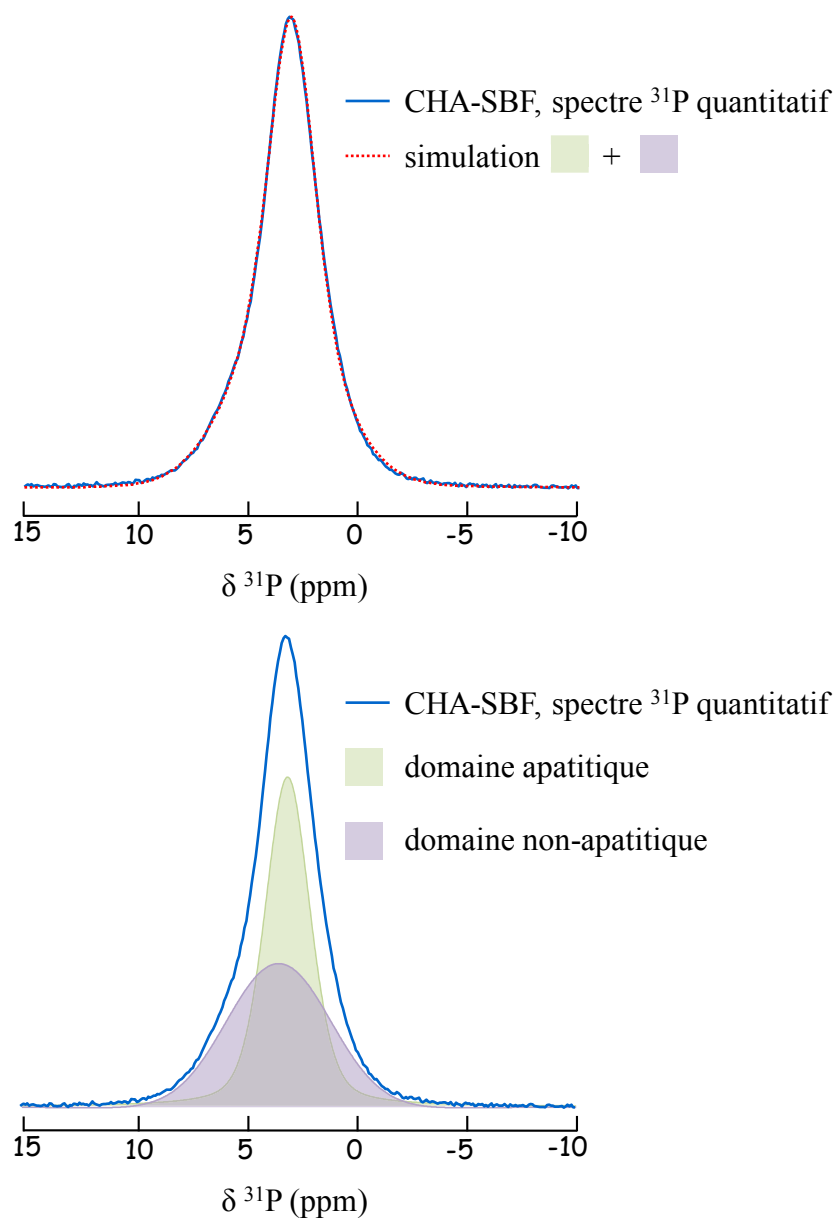 CHA-SBF, spectre ³¹P quantitatif
simulation +
15 10 5 0 -5 -10
δ ³¹P (ppm)
CHA-SBF, spectre ³¹P quantitatif
domaine apatitique
domaine non-apatitique
15 10 5 0 -5 -10
δ ³¹P (ppm)